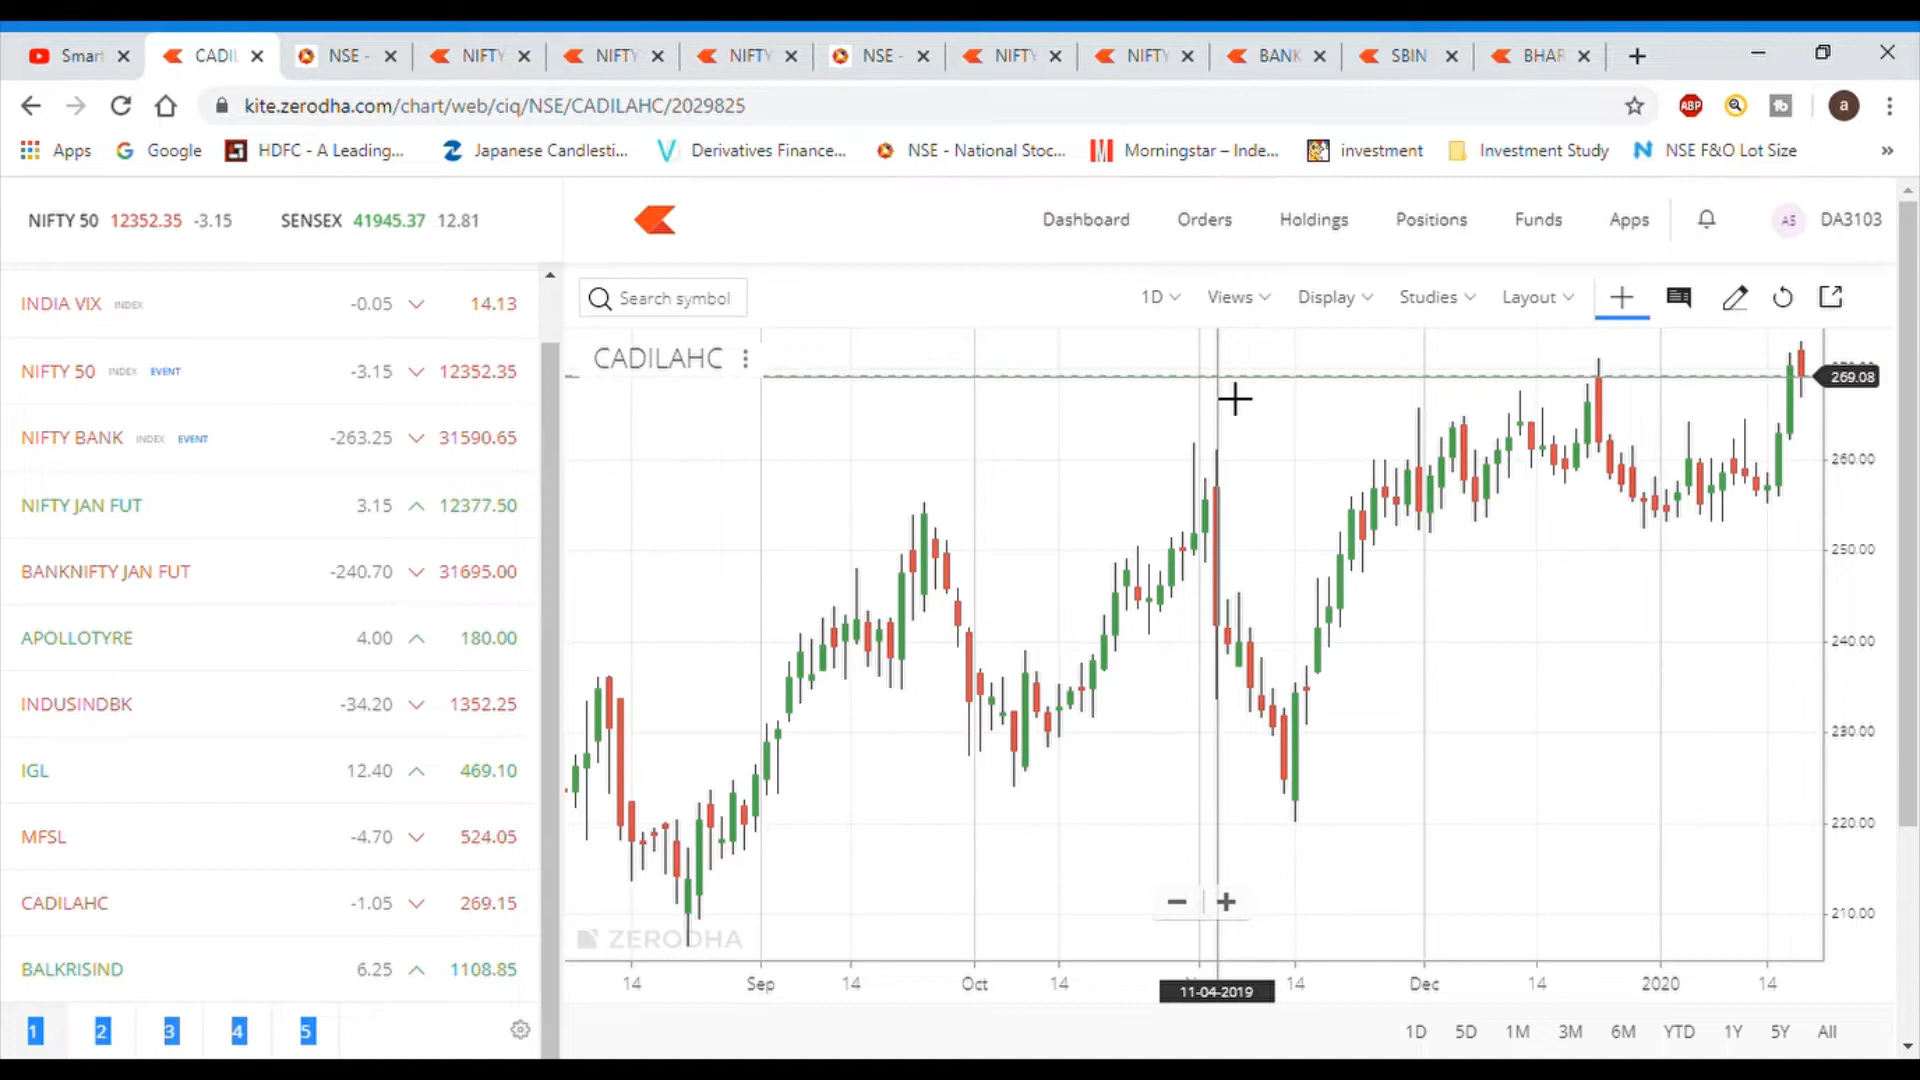 Smar CADIL NSE - NIFTY NIFTY NIFTY NSE - NIFTY NIFTY BANK SBIN BHAR
kite.zerodha.com/chart/web/ciq/NSE/CADILAHC/2029825 ABP a
Apps Google HDFC - A Leading... Japanese Candlesti... Derivatives Finance... NSE - National Stoc... Morningstar – Inde... investment Investment Study NSE F&O Lot Size »
NIFTY 50 12352.35 -3.15 SENSEX 41945.37 12.81
Dashboard Orders Holdings Positions Funds Apps AS DA3103
Search symbol 1D Views Display Studies Layout
INDIA VIX INDEX -0.05 14.13
NIFTY 50 INDEX EVENT -3.15 12352.35
NIFTY BANK INDEX EVENT -263.25 31590.65
NIFTY JAN FUT 3.15 12377.50
BANKNIFTY JAN FUT -240.70 31695.00
APOLLOTYRE 4.00 180.00
INDUSINDBK -34.20 1352.25
IGL 12.40 469.10
MFSL -4.70 524.05
CADILAHC -1.05 269.15
BALKRISIND 6.25 1108.85
1 2 3 4 5
CADILAHC
269.08
260.00
250.00
240.00
230.00
220.00
210.00
ZERODHA
14 Sep 14 Oct 14 11-04-2019 14 Dec 14 2020 14
1D 5D 1M 3M 6M YTD 1Y 5Y All